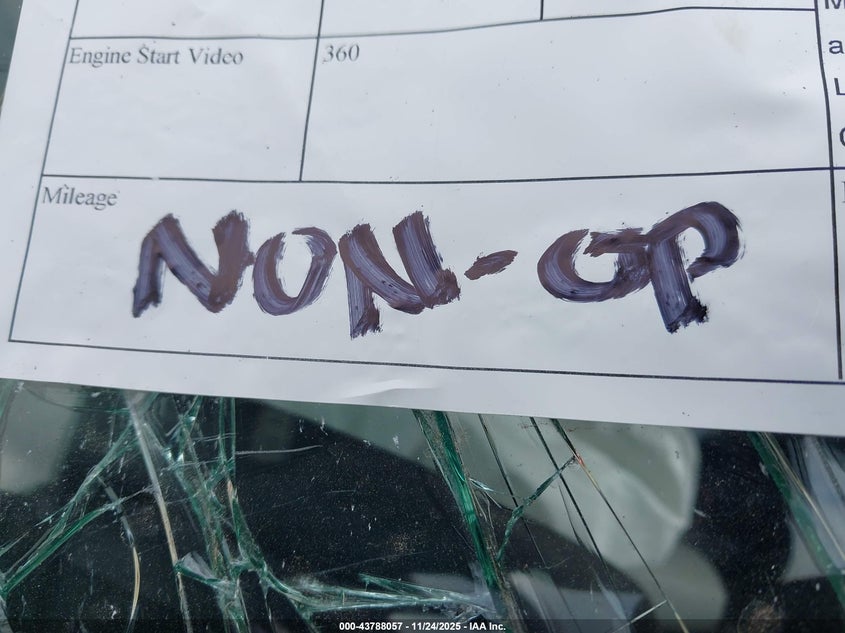 Engine Start Video
360
Mileage
NON-OP
M
a
L
000-43788057 | 11/24/2025 - IAA Inc.